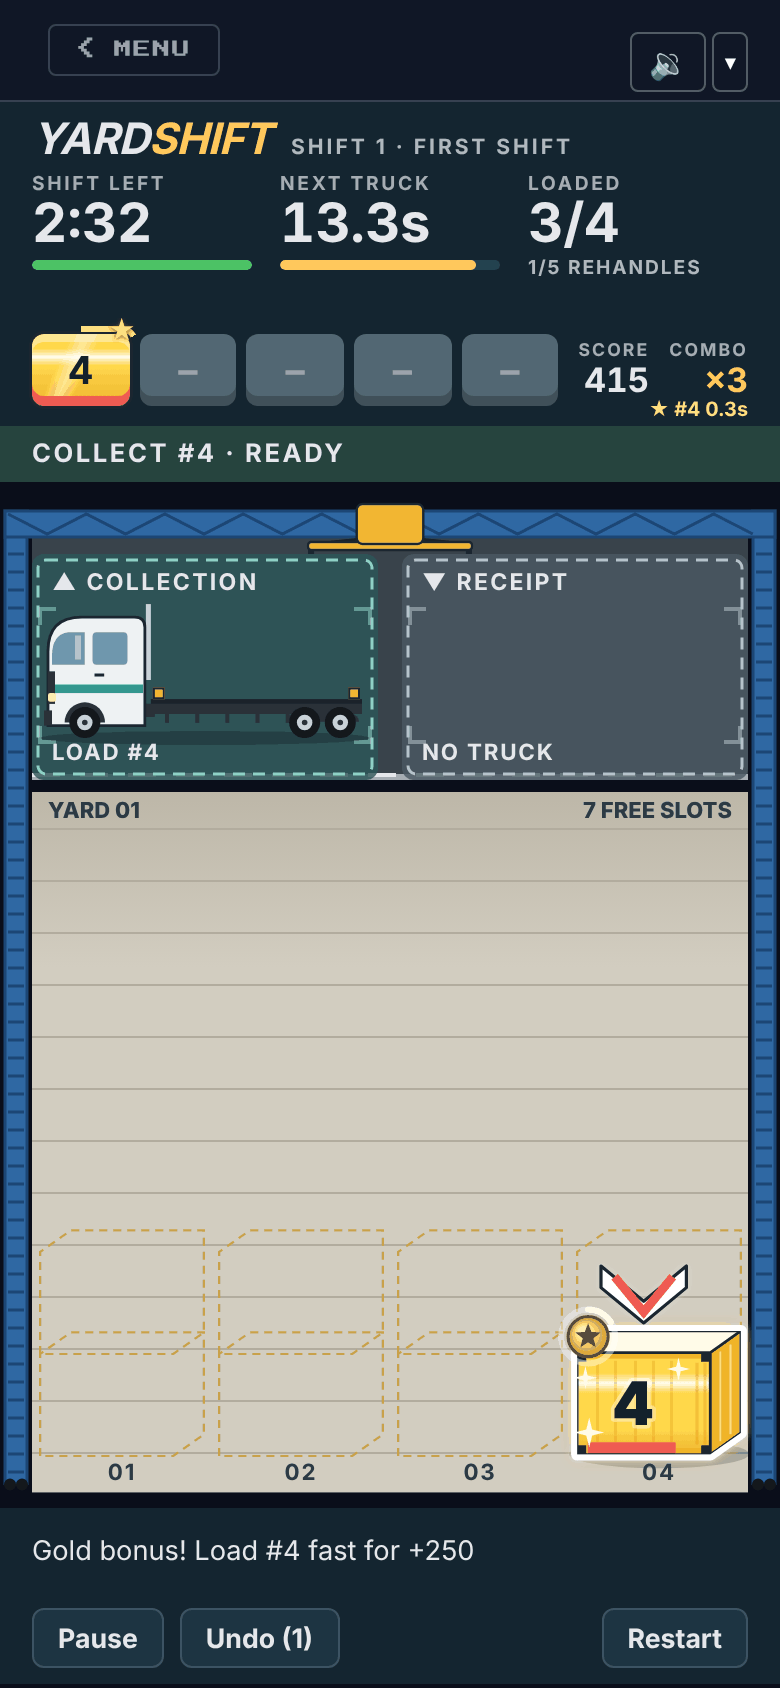 MENU
YARDSHIFT SHIFT 1 · FIRST SHIFT
SHIFT LEFT NEXT TRUCK LOADED
2:32 13.3s 3/4
1/5 REHANDLES
4 – – – –
SCORE COMBO
415 ×3
★ #4 0.3s
COLLECT #4 · READY
▲ COLLECTION ▼ RECEIPT
LOAD #4 NO TRUCK
YARD 01 7 FREE SLOTS
4
01 02 03 04
Gold bonus! Load #4 fast for +250
Pause Undo (1) Restart